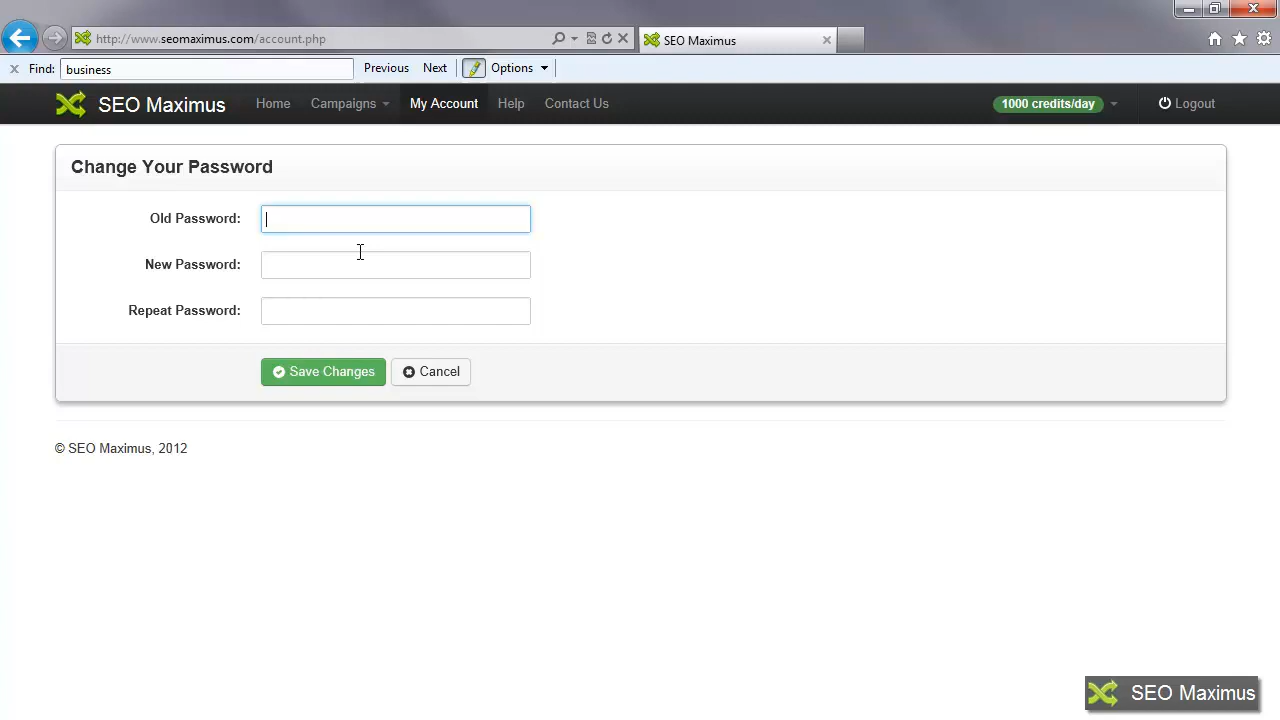 http://www.seomaximus.com/account.php
SEO Maximus
Find: business Previous Next Options
SEO Maximus Home Campaigns My Account Help Contact Us 1000 credits/day Logout
Change Your Password
Old Password:
New Password:
Repeat Password:
Save Changes Cancel
© SEO Maximus, 2012
SEO Maximus